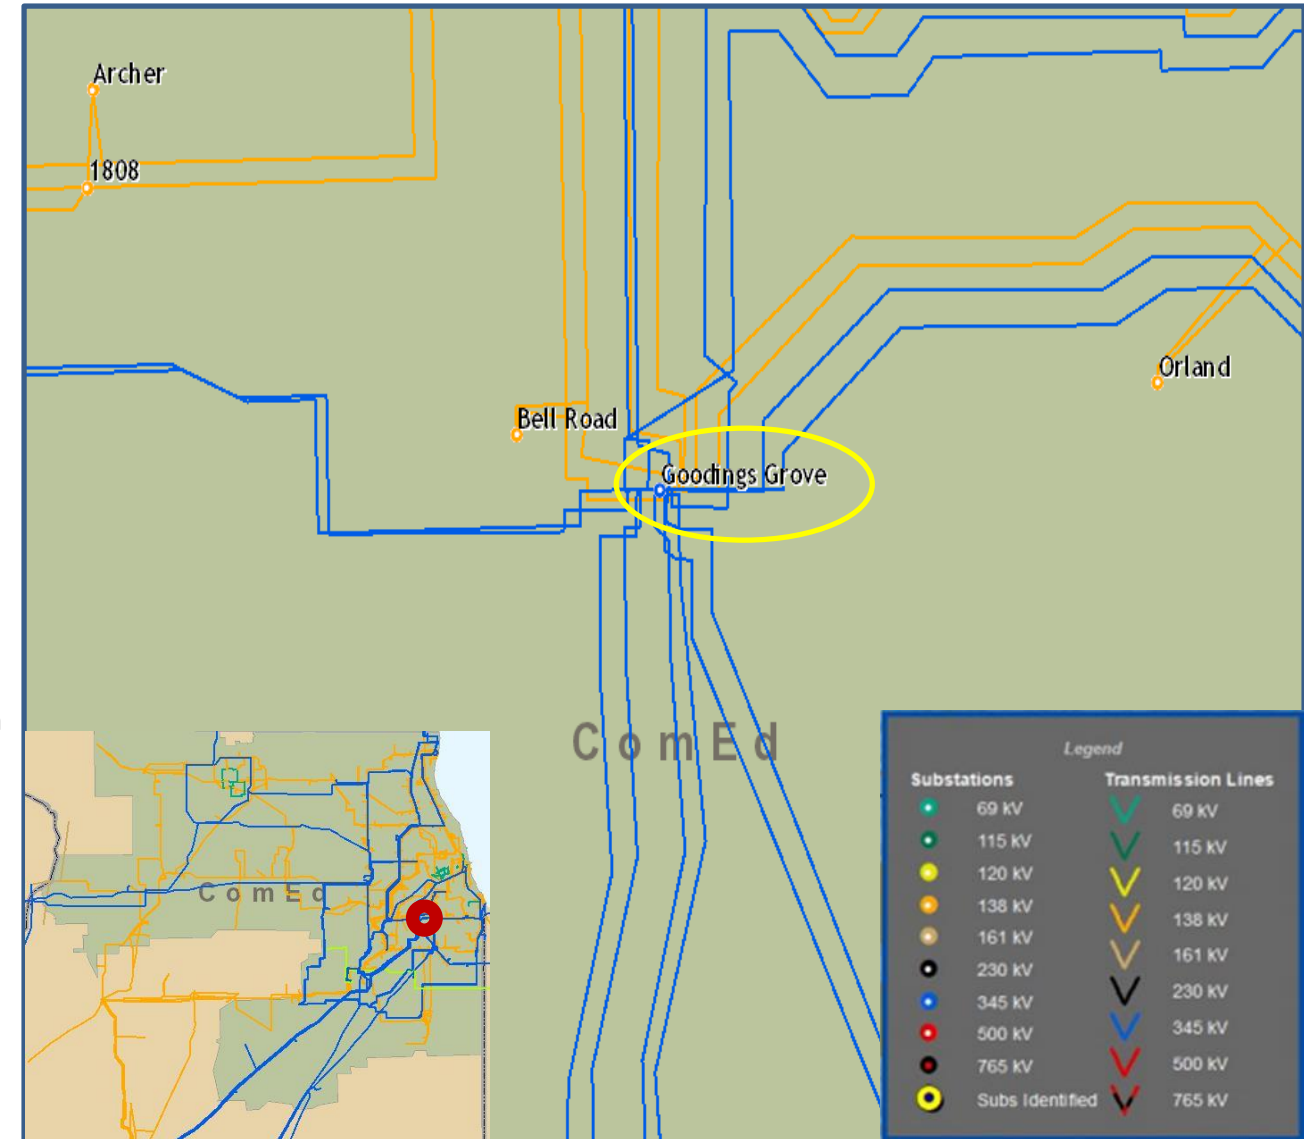 Archer
1808
Bell Road
Orland
Goodings Grove
ComEd
ComEd
Legend
Substations Transmission Lines
69 kV 69 kV
115 kV 115 kV
120 kV 120 kV
138 kV 138 kV
161 kV 161 kV
230 kV 230 kV
345 kV 345 kV
500 kV 500 kV
765 kV 765 kV
Subs Identified